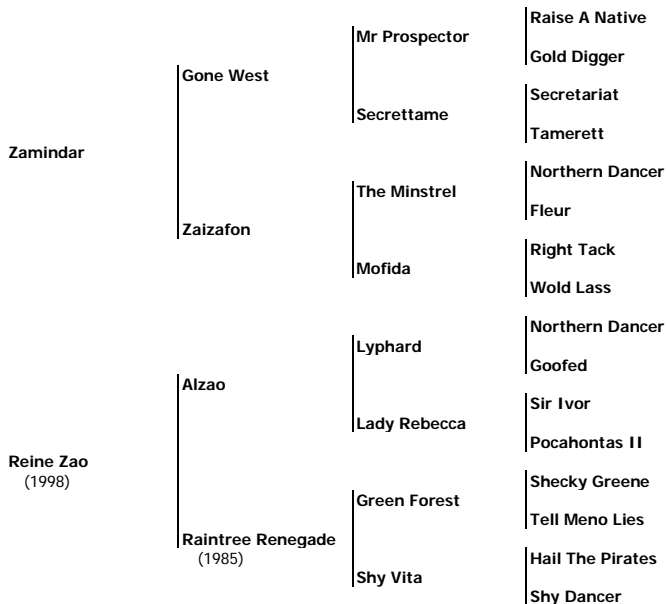 Raise A Native
Mr Prospector
Gold Digger
Gone West
Secretariat
Secrettame
Tamerett
Zamindar
Northern Dancer
The Minstrel
Fleur
Zaizafon
Right Tack
Mofida
Wold Lass
Northern Dancer
Lyphard
Goofed
Alzao
Sir Ivor
Lady Rebecca
Pocahontas II
Reine Zao
(1998)
Shecky Greene
Green Forest
Tell Meno Lies
Raintree Renegade
(1985)
Hail The Pirates
Shy Vita
Shy Dancer